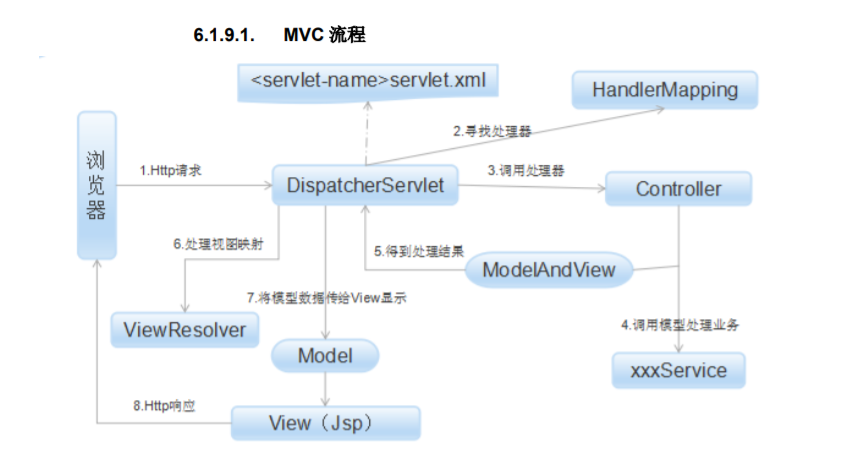 6.1.9.1. MVC 流程
<servlet-name>servlet.xml
HandlerMapping
2.寻找处理器
浏览器
1.Http请求
DispatcherServlet
3.调用处理器
Controller
6.处理视图映射
5.得到处理结果
ModelAndView
7.将模型数据传给View显示
ViewResolver
4.调用模型处理业务
Model
xxxService
8.Http响应
View（Jsp）